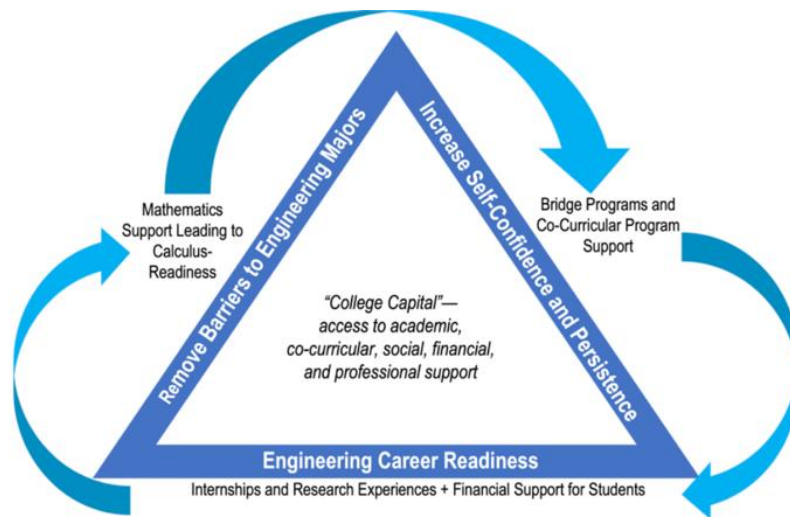 Remove Barriers to Engineering Majors
Increase Self-Confidence and Persistence
Mathematics
Support Leading to
Calculus-
Readiness
Bridge Programs and
Co-Curricular Program
Support
“College Capital”—
access to academic,
co-curricular, social, financial,
and professional support
Engineering Career Readiness
Internships and Research Experiences + Financial Support for Students